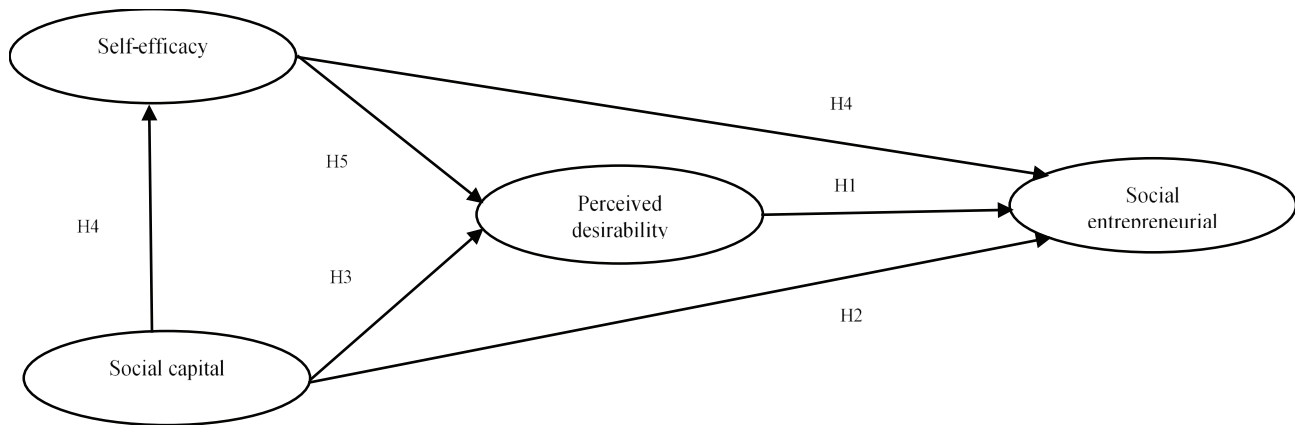 Self-efficacy
H4
H5
H1
Perceived
desirability
Social
entrepreneurial
H4
H3
H2
Social capital